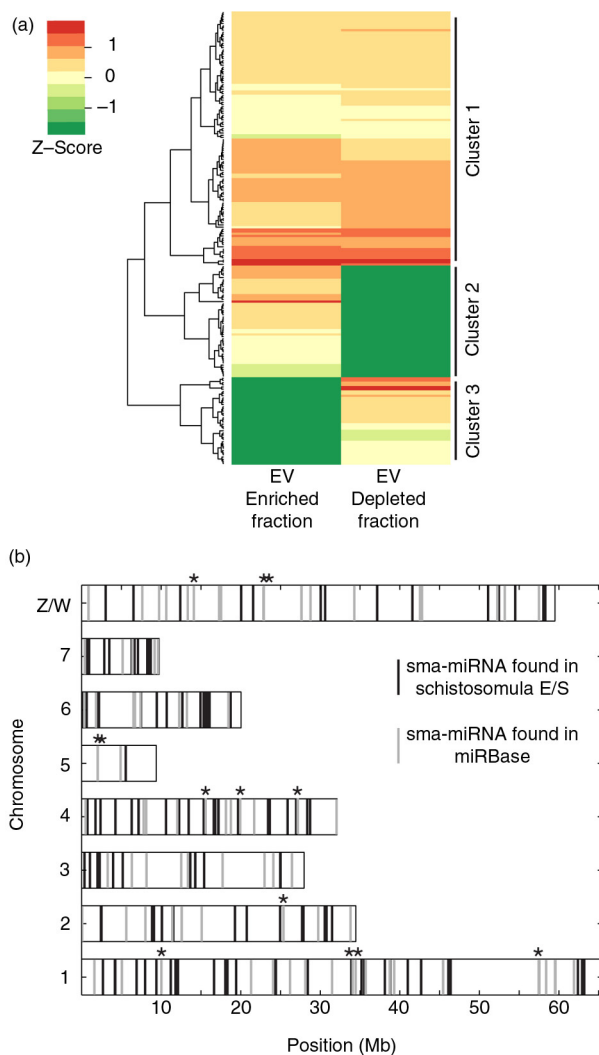 (a)
1
0
−1
Z–Score
Cluster 1
Cluster 2
Cluster 3
EV
Enriched
fraction
EV
Depleted
fraction
(b)
* **
Z/W
7
6
**
5
* * *
4
3
*
2
* ** *
1
sma-miRNA found in
schistosomula E/S
sma-miRNA found in
miRBase
Chromosome
10 20 30 40 50 60
Position (Mb)